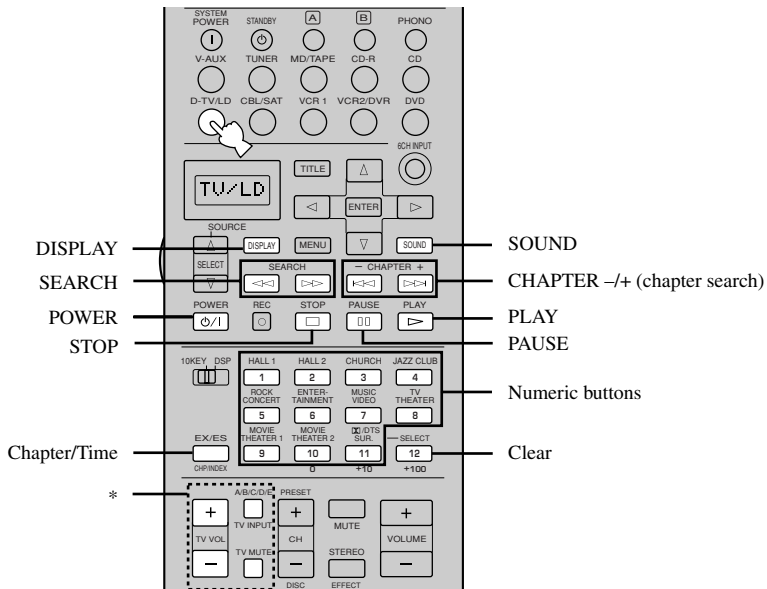 SYSTEM POWER STANDBY A B PHONO
V-AUX TUNER MD/TAPE CD-R CD
D-TV/LD CBL/SAT VCR 1 VCR2/DVR DVD
6CH INPUT
TV/LD
TITLE
ENTER
SOURCE
SELECT
DISPLAY MENU SOUND
SEARCH – CHAPTER +
POWER REC STOP PAUSE PLAY
10KEY DSP
HALL 1 HALL 2 CHURCH JAZZ CLUB
1 2 3 4
ROCK CONCERT ENTER-TAINMENT MUSIC VIDEO TV THEATER
5 6 7 8
EX/ES MOVIE THEATER 1 MOVIE THEATER 2 /DTS SUR. SELECT
9 10 11 12
CHP/INDEX 0 +10 +100
A/B/C/D/E PRESET
+ TV INPUT + MUTE +
TV VOL CH VOLUME
– TV MUTE – STEREO –
DISC EFFECT
DISPLAY
SEARCH
POWER
STOP
Chapter/Time
*
SOUND
CHAPTER –/+ (chapter search)
PLAY
PAUSE
Numeric buttons
Clear